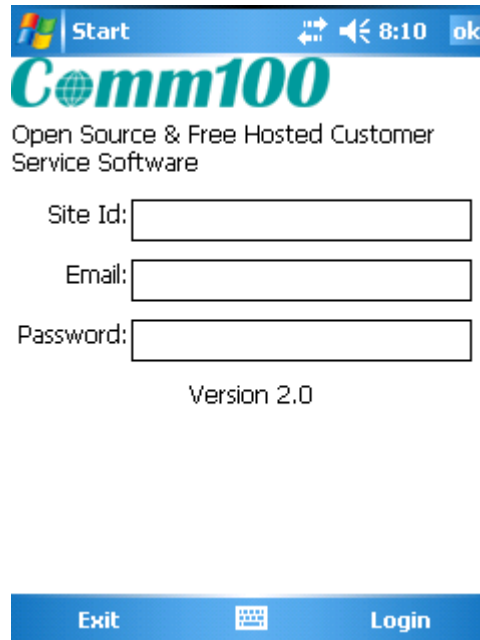 Start 8:10 ok
Comm100
Open Source & Free Hosted Customer
Service Software
Site Id:
Email:
Password:
Version 2.0
Exit Login